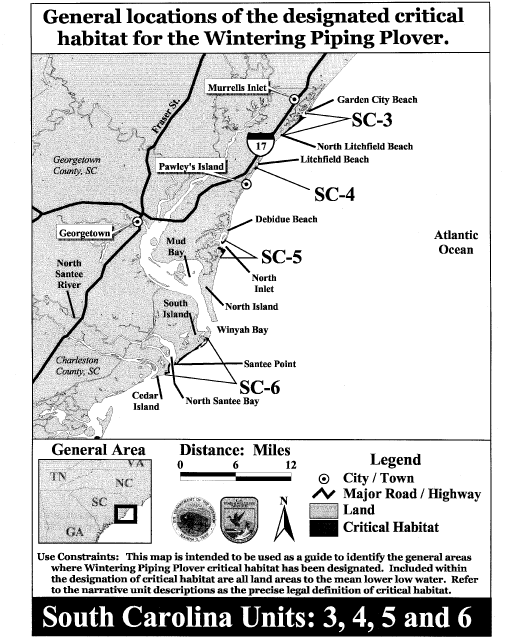 General locations of the designated critical
habitat for the Wintering Piping Plover.
Murrells Inlet
Garden City Beach
Fraser St.
SC-3
North Litchfield Beach
17
Georgetown
County, SC
Pawley's Island
Litchfield Beach
SC-4
Debidue Beach
Georgetown
Mud
Bay
Atlantic
Ocean
SC-5
North
Santee
River
North
Inlet
South
Island
North Island
Winyah Bay
Charleston
County, SC
Santee Point
SC-6
Cedar
Island
North Santee Bay
General Area
Distance: Miles
0 6 12
Legend
City / Town
Major Road / Highway
Land
Critical Habitat
VA
TN
NC
SC
GA
N
Use Constraints: This map is intended to be used as a guide to identify the general areas
where Wintering Piping Plover critical habitat has been designated. Included within
the designation of critical habitat are all land areas to the mean lower low water. Refer
to the narrative unit descriptions as the precise legal definition of critical habitat.
South Carolina Units: 3, 4, 5 and 6